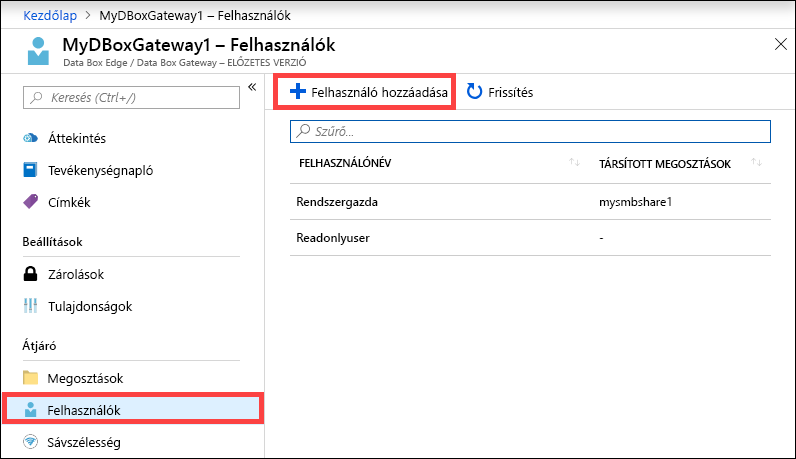 Kezdőlap > MyDBoxGateway1 – Felhasználók
MyDBoxGateway1 – Felhasználók
Data Box Edge / Data Box Gateway – ELŐZETES VERZIÓ
Keresés (Ctrl+/)
Áttekintés
Tevékenységnapló
Címkék
Beállítások
Zárolások
Tulajdonságok
Átjáró
Megosztások
Felhasználók
Sávszélesség
Felhasználó hozzáadása Frissítés
Szűrő...
FELHASZNÁLÓNÉV TÁRSÍTOTT MEGOSZTÁSOK
Rendszergazda mysmbshare1
Readonlyuser -